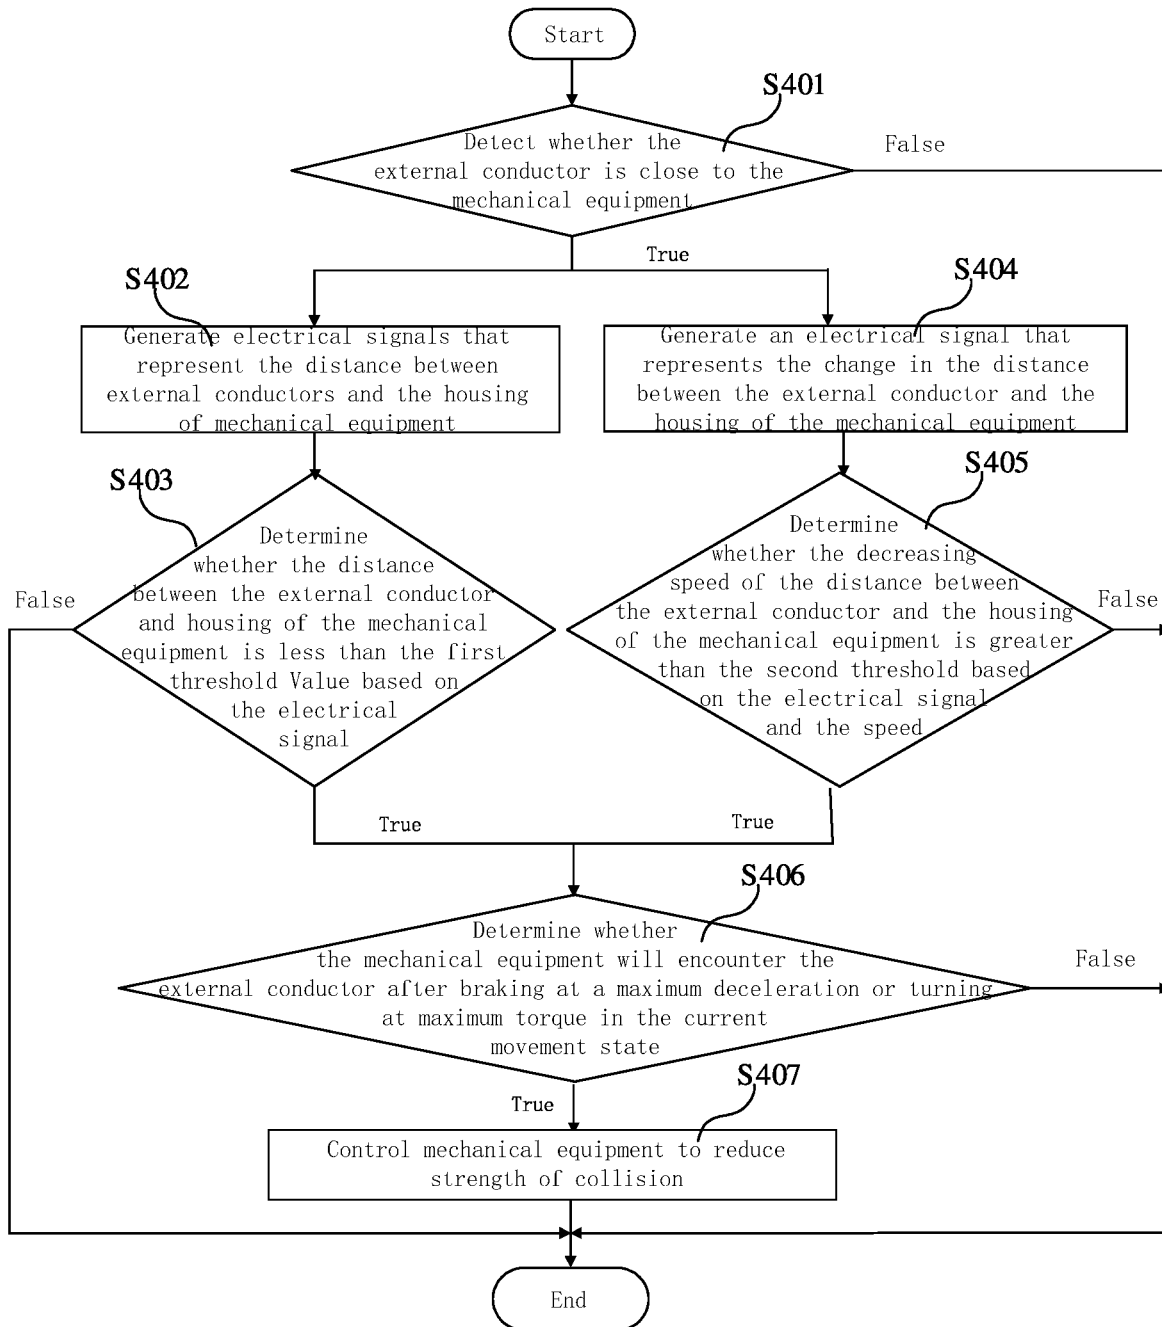 Start
S401
Detect whether the
external conductor is close to the
mechanical equipment
False
True
S402
Generate electrical signals that
represent the distance between
external conductors and the housing
of mechanical equipment
S404
Generate an electrical signal that
represents the change in the distance
between the external conductor and the
housing of the mechanical equipment
S403
Determine
whether the distance
between the external conductor
and housing of the mechanical
equipment is less than the first
threshold Value based on
the electrical
signal
False
S405
Determine
whether the decreasing
speed of the distance between
the external conductor and the housing
of the mechanical equipment is greater
than the second threshold based
on the electrical signal
and the speed
False
True
True
S406
Determine whether
the mechanical equipment will encounter the
external conductor after braking at a maximum deceleration or turning
at maximum torque in the current
movement state
False
True
S407
Control mechanical equipment to reduce
strength of collision
End